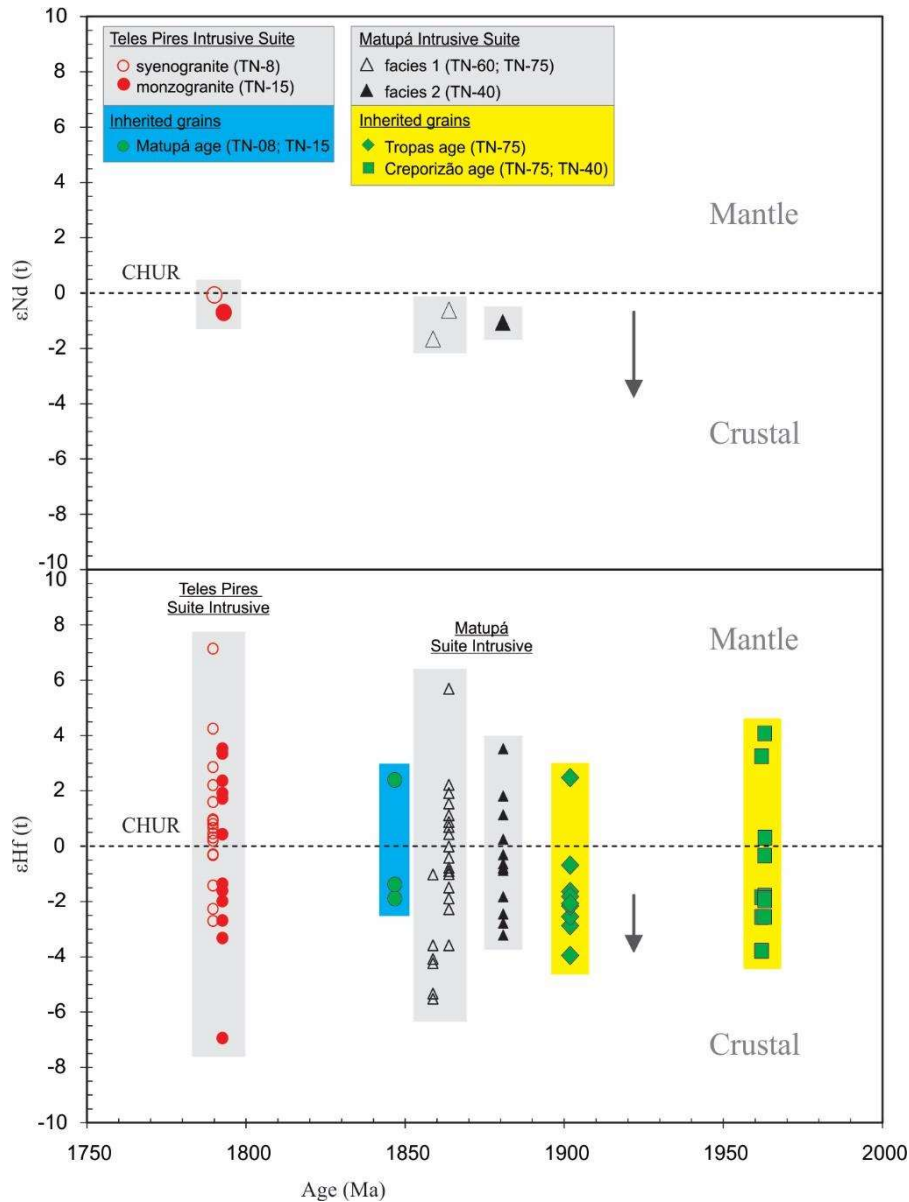 10
8
6
4
2
0
-2
-4
-6
-8
-10
εNd (t)
Teles Pires Intrusive Suite
syenogranite (TN-8)
monzogranite (TN-15)
Inherited grains
Matupá age (TN-08; TN-15
Matupá Intrusive Suite
facies 1 (TN-60; TN-75)
facies 2 (TN-40)
Inherited grains
Tropas age (TN-75)
Creporizão age (TN-75; TN-40)
Mantle
CHUR
Crustal
10
8
6
4
2
0
-2
-4
-6
-8
-10
εHf (t)
Teles Pires
Suite Intrusive
Matupá
Suite Intrusive
Mantle
CHUR
Crustal
1750
1800
1850
1900
1950
2000
Age (Ma)